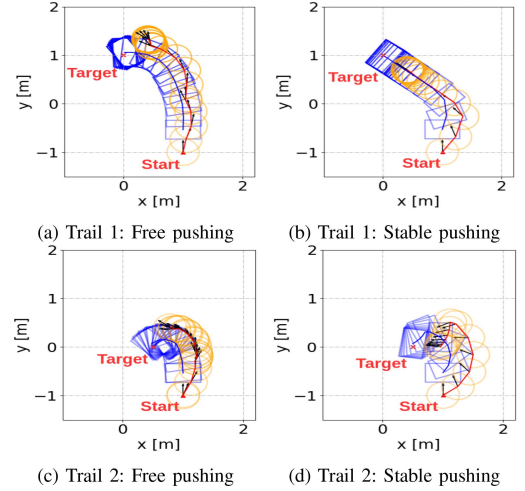 2
1
0
−1
y [m]
Target
Start
0
2
x [m]
(a) Trail 1: Free pushing
2
1
0
−1
y [m]
Target
Start
0
2
x [m]
(b) Trail 1: Stable pushing
2
1
0
−1
y [m]
Target
Start
0
2
x [m]
(c) Trail 2: Free pushing
2
1
0
−1
y [m]
Target
Start
0
2
x [m]
(d) Trail 2: Stable pushing